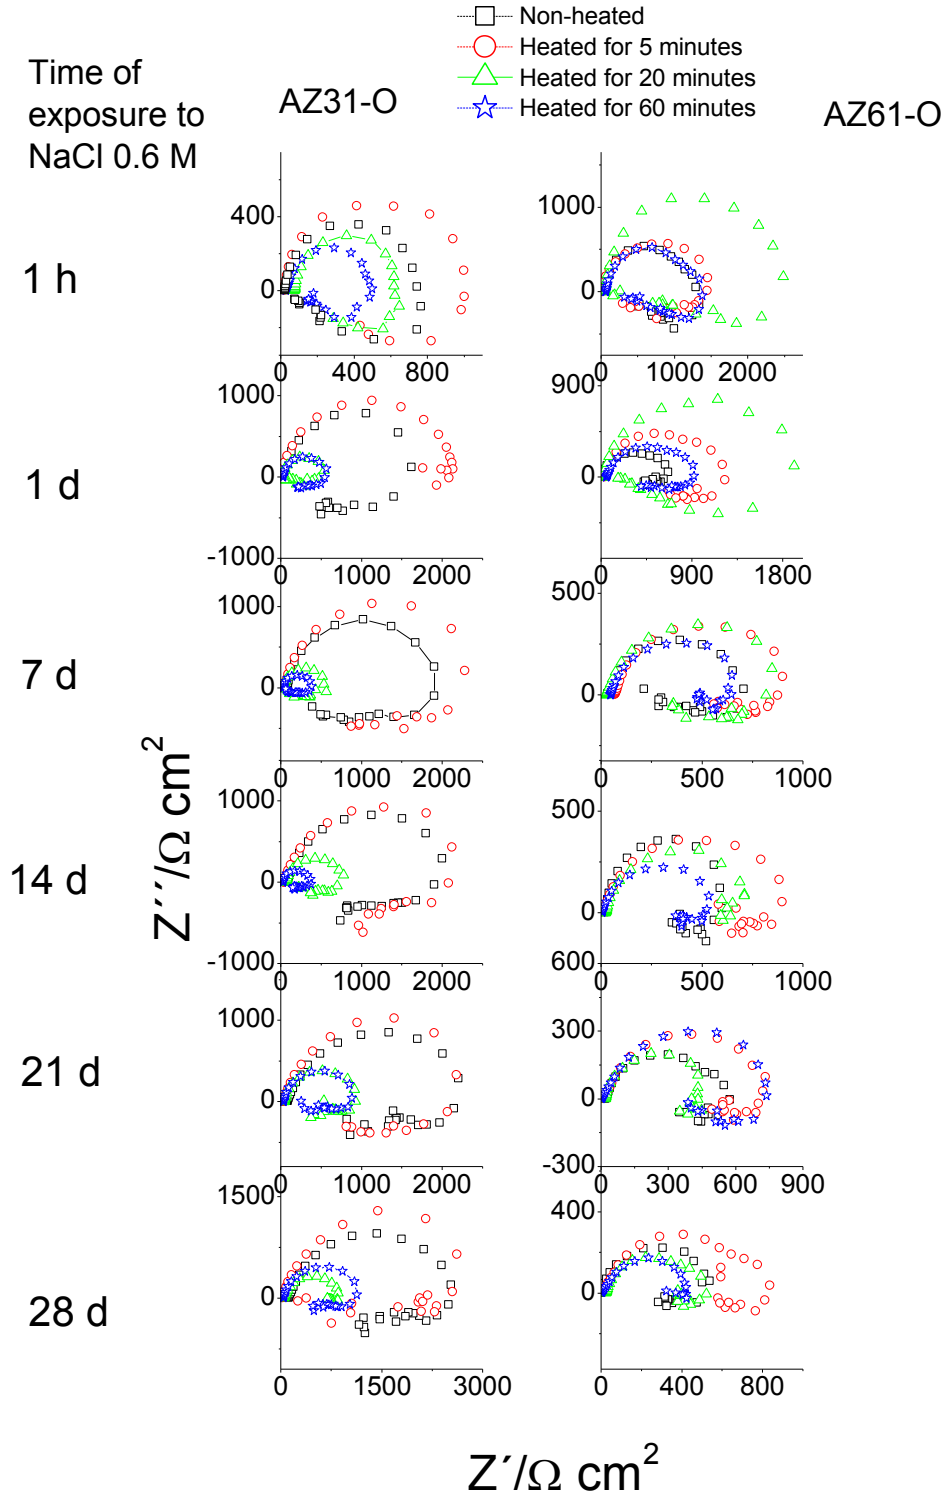 Non-heated
Heated for 5 minutes
Heated for 20 minutes
Heated for 60 minutes
Time of
exposure to
NaCl 0.6 M
AZ31-O
AZ61-O
1 h
400
0
0 400 800
1000
0
0 1000 2000
1 d
1000
0
-1000
0 1000 2000
900
0
0 900 1800
7 d
1000
0
0 1000 2000
500
0
0 500 1000
14 d
1000
0
-1000
0 1000 2000
500
0
600
0 500 1000
21 d
1000
0
0 1000 2000
300
0
-300
0 300 600 900
28 d
1500
0
0 1500 3000
400
0
0 400 800
Z´´/Ω cm²
Z´/Ω cm²